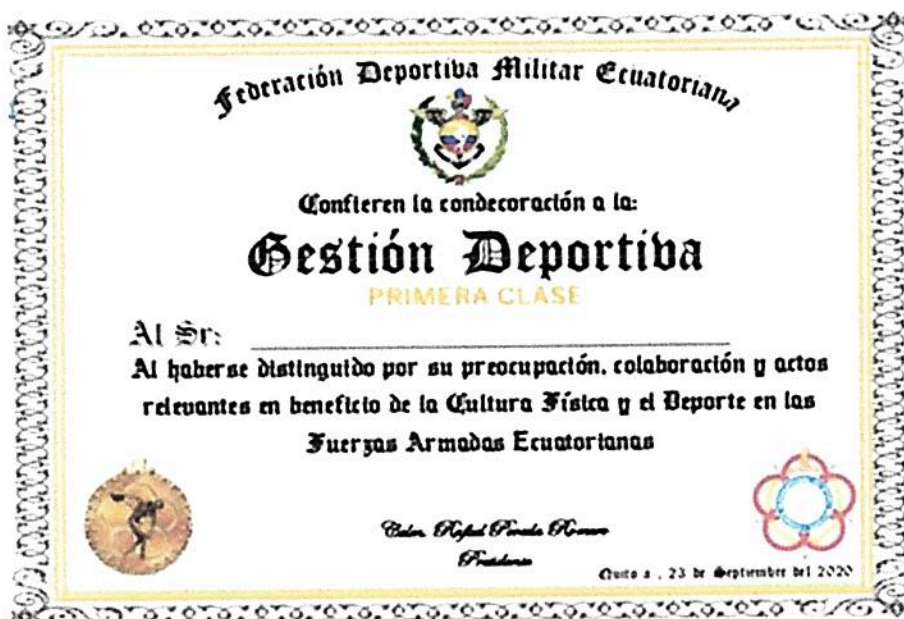 Federación Deportiva Militar Ecuatoriana
Confieren la condecoración a la:
Gestión Deportiva
PRIMERA CLASE
Al Sr:
Al haberse distinguido por su preocupación, colaboración y actos
relevantes en beneficio de la Cultura Física y el Deporte en las
Fuerzas Armadas Ecuatorianas
Rafael Romero
Presidente
Quito a , 23 de Septiembre del 2020